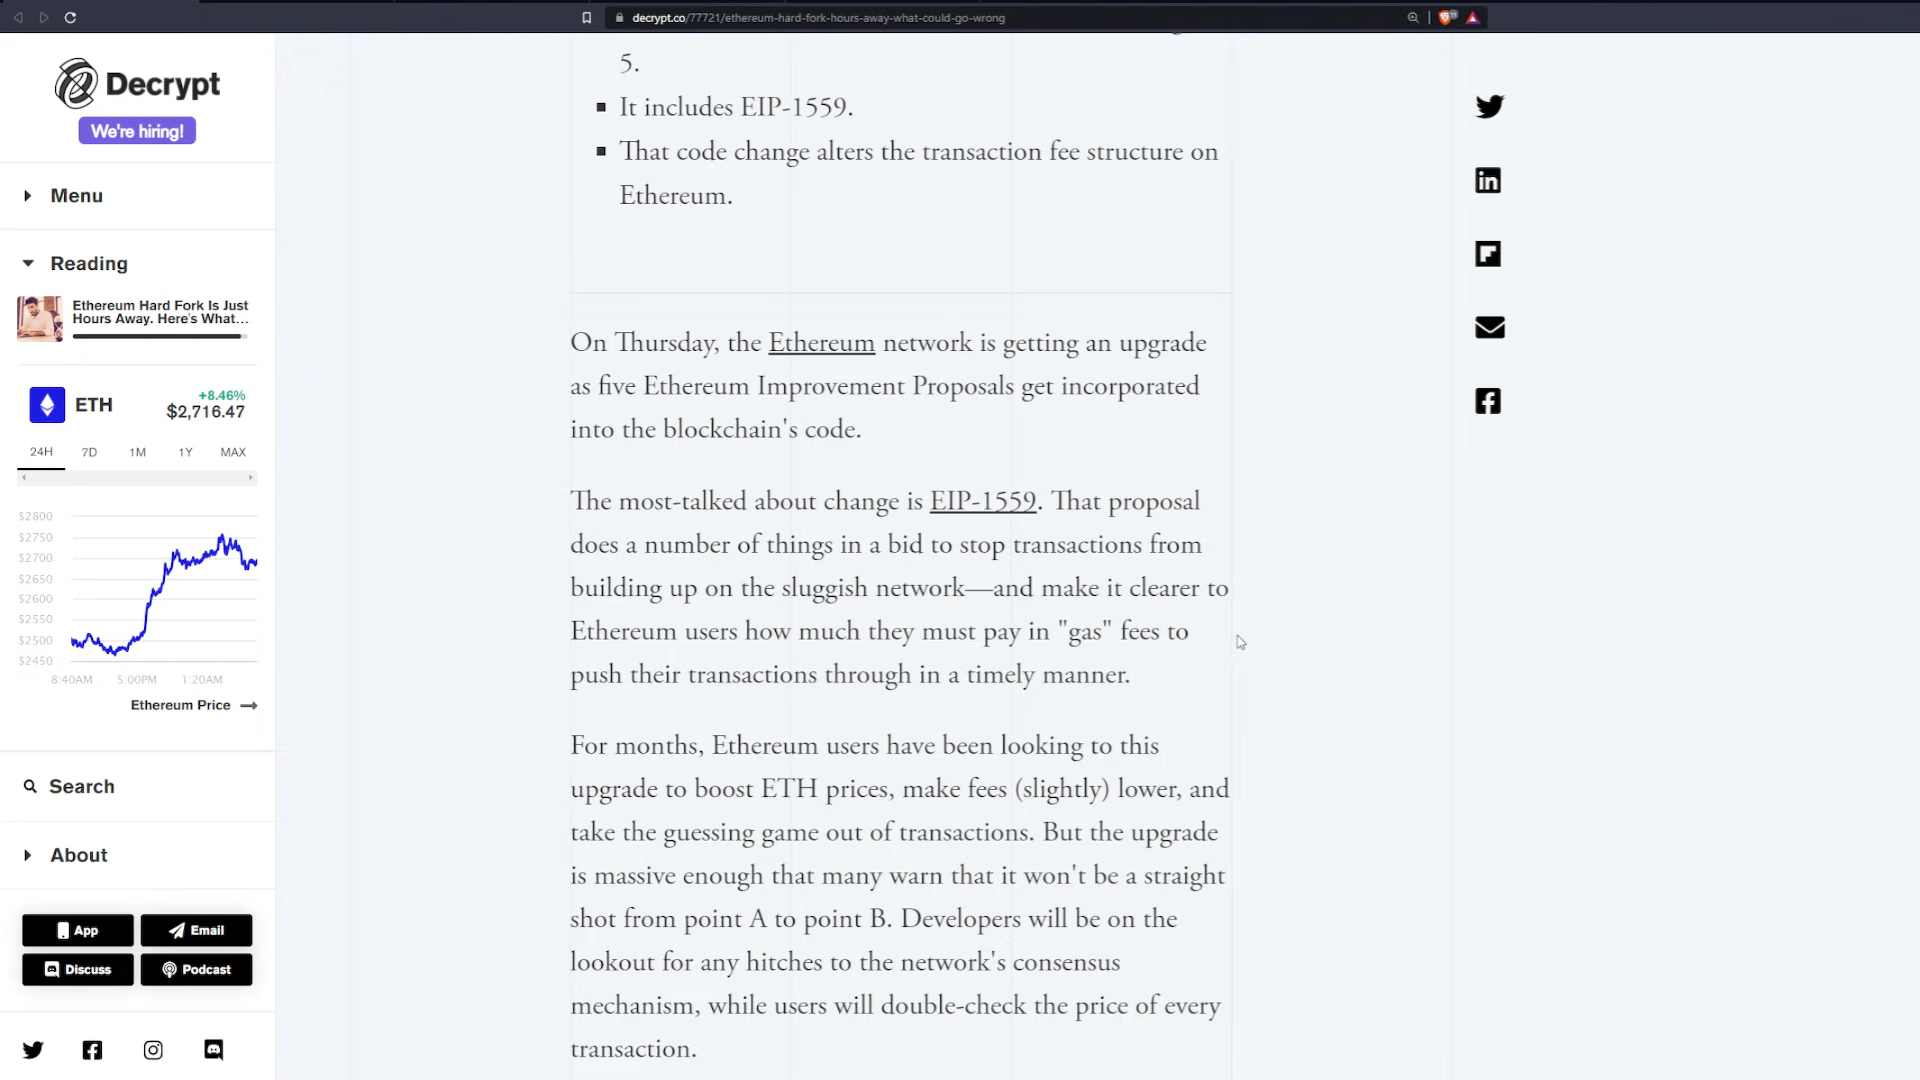 decrypt.co/77721/ethereum-hard-fork-hours-away-what-could-go-wrong
Decrypt
We're hiring!
Menu
Reading
Ethereum Hard Fork Is Just
Hours Away. Here's What...
ETH
+8.46%
$2,716.47
24H 7D 1M 1Y MAX
$2800
$2750
$2700
$2650
$2600
$2550
$2500
$2450
8:40AM 5:00PM 1:20AM
Ethereum Price
Search
About
App Email
Discuss Podcast
5.
It includes EIP-1559.
That code change alters the transaction fee structure on
Ethereum.
On Thursday, the Ethereum network is getting an upgrade
as five Ethereum Improvement Proposals get incorporated
into the blockchain's code.
The most-talked about change is EIP-1559. That proposal
does a number of things in a bid to stop transactions from
building up on the sluggish network—and make it clearer to
Ethereum users how much they must pay in "gas" fees to
push their transactions through in a timely manner.
For months, Ethereum users have been looking to this
upgrade to boost ETH prices, make fees (slightly) lower, and
take the guessing game out of transactions. But the upgrade
is massive enough that many warn that it won't be a straight
shot from point A to point B. Developers will be on the
lookout for any hitches to the network's consensus
mechanism, while users will double-check the price of every
transaction.